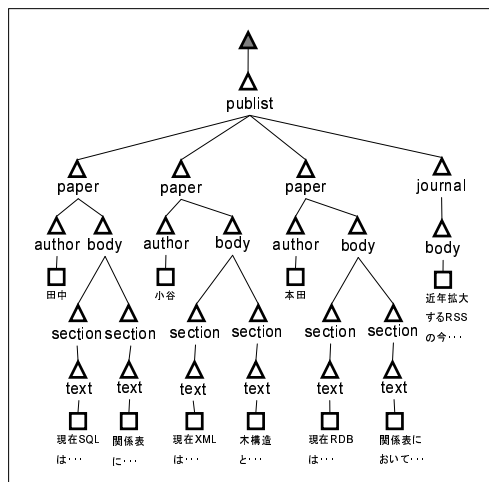 publist
paper paper paper journal
author body author body author body body
田中 小谷 本田 近年拡大
するRSS
の今・・・
section section section section section section
text text text text text text
現在SQL 関係表 現在XML 木構造 現在RDB 関係表に
は・・・ に・・・ は・・・ と・・・ は・・・ おいて・・・